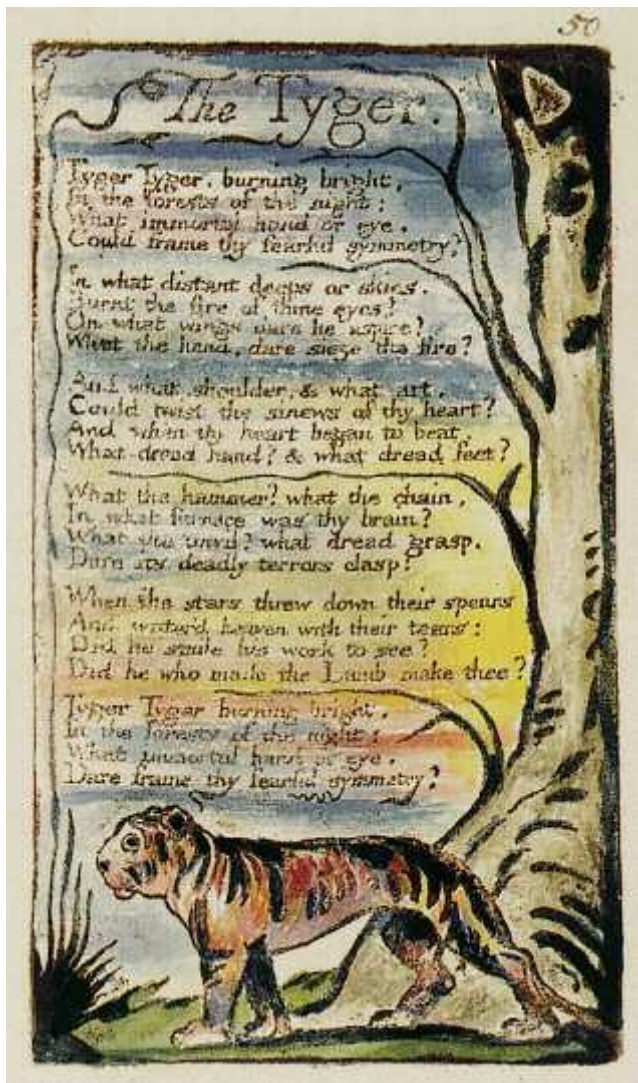 50
The Tyger.
Tyger Tyger, burning bright,
In the forests of the night:
What immortal hand or eye,
Could frame thy fearful symmetry?
In what distant deeps or skies.
Burnt the fire of thine eyes?
On what wings dare he aspire?
What the hand, dare sieze the fire?
And what shoulder, & what art,
Could twist the sinews of thy heart?
And when thy heart began to beat,
What dread hand? & what dread feet?
What the hammer? what the chain,
In what furnace was thy brain?
What the anvil? what dread grasp,
Dare its deadly terrors clasp!
When the stars threw down their spears
And water'd heaven with their tears:
Did he smile his work to see?
Did he who made the Lamb make thee?
Tyger Tyger burning bright,
In the forests of the night:
What immortal hand or eye,
Dare frame thy fearful symmetry?